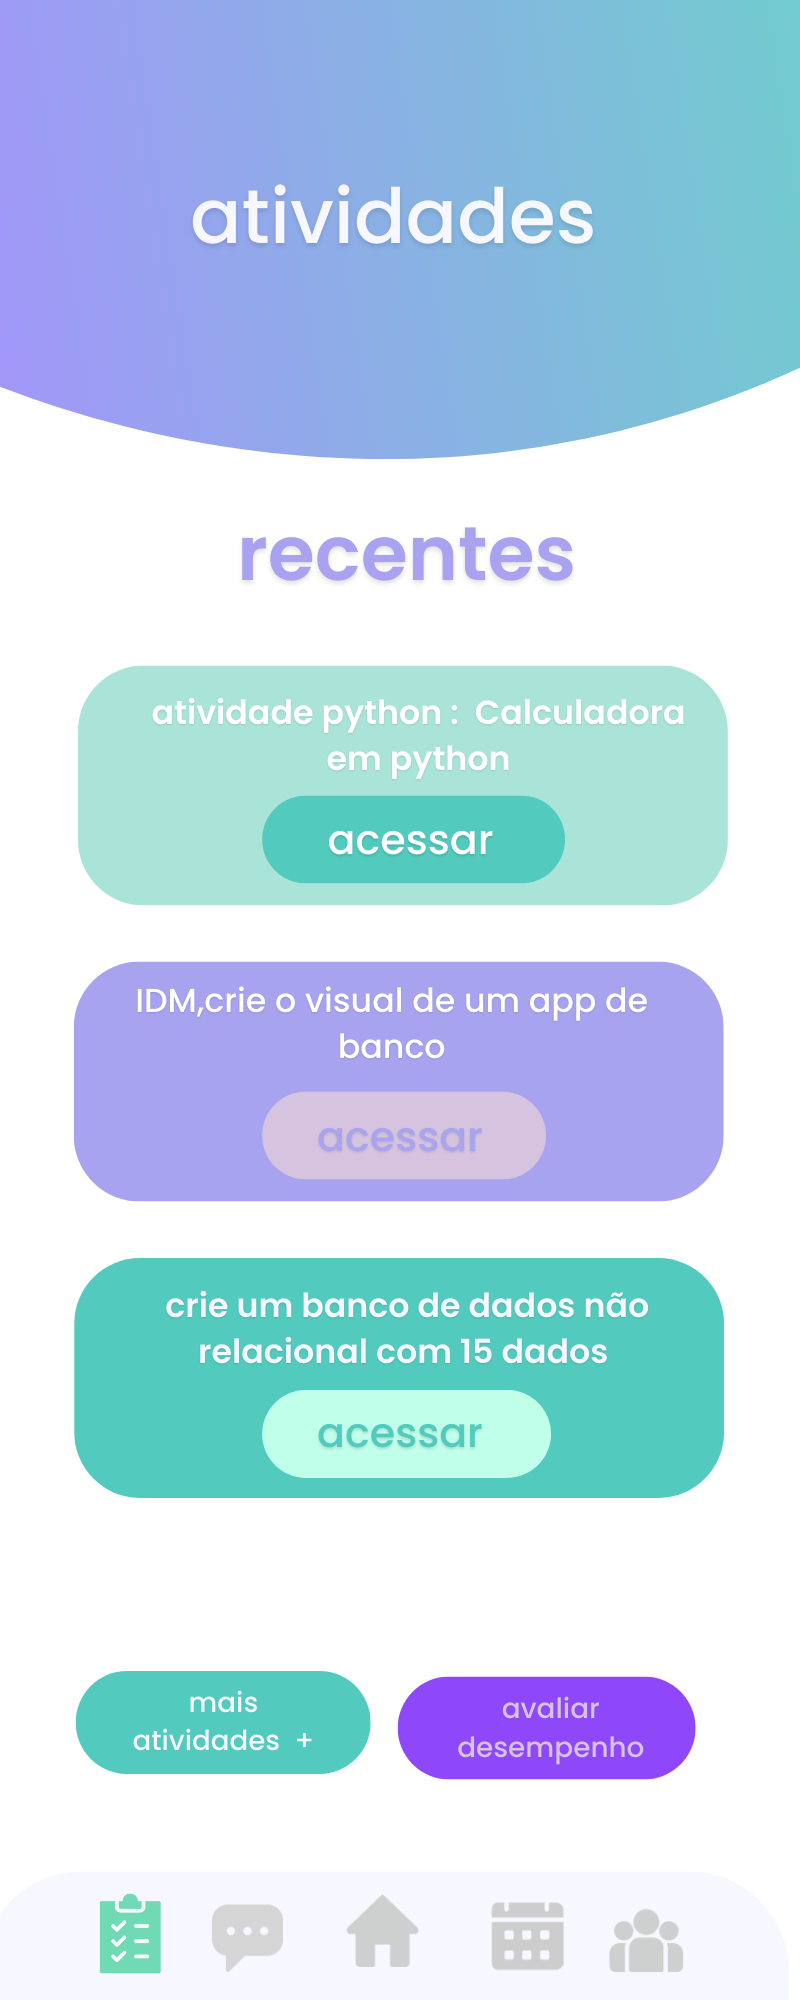 atividades
recentes
atividade python :  Calculadora
em python
acessar
IDM,crie o visual de um app de
banco
acessar
crie um banco de dados não
relacional com 15 dados
acessar
mais
atividades  +
avaliar
desempenho